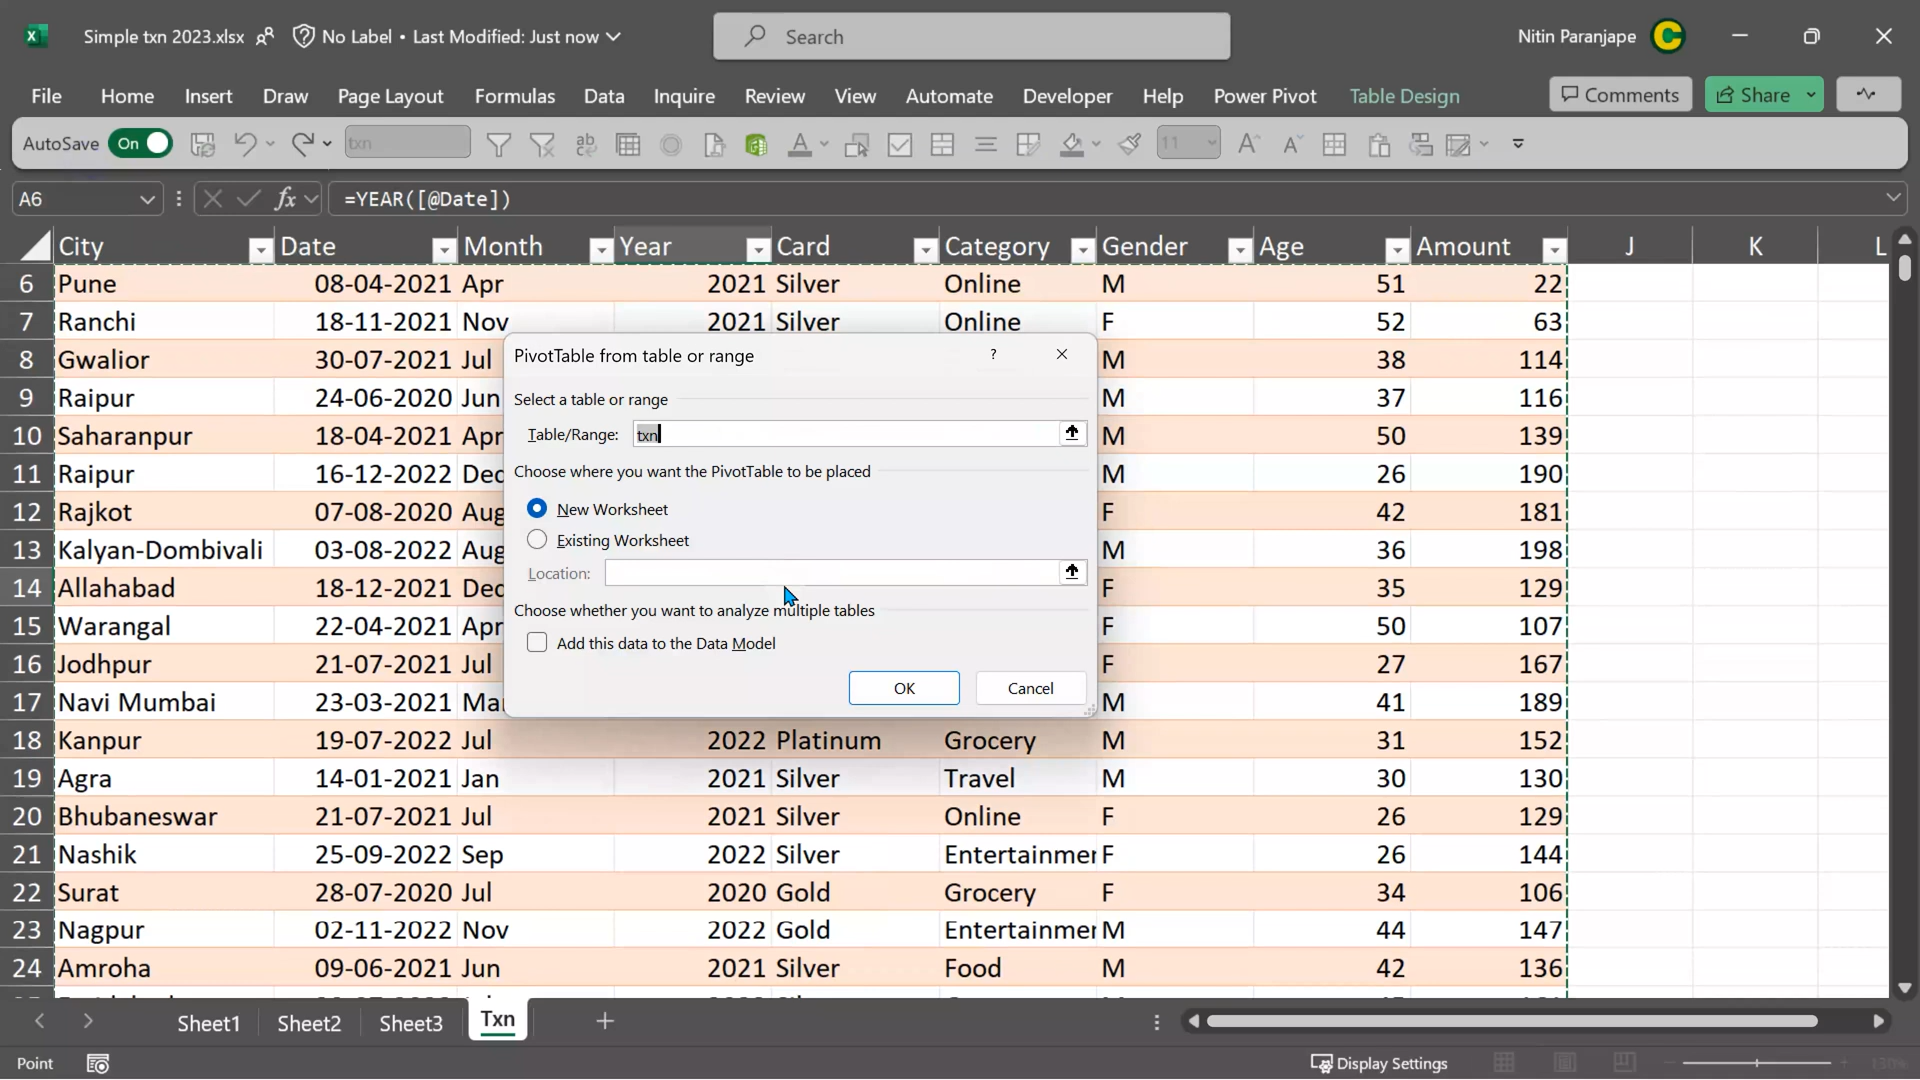 Simple txn 2023.xlsx No Label • Last Modified: Just now Search Nitin Paranjape
File Home Insert Draw Page Layout Formulas Data Inquire Review View Automate Developer Help Power Pivot Table Design Comments Share
AutoSave On txn 11
A6 fx =YEAR([@Date])
City Date Month Year Card Category Gender Age Amount J K L
6 Pune 08-04-2021 Apr 2021 Silver Online M 51 22
7 Ranchi 18-11-2021 Nov 2021 Silver Online F 52 63
8 Gwalior 30-07-2021 Jul M 38 114
9 Raipur 24-06-2020 Jun M 37 116
10 Saharanpur 18-04-2021 Apr M 50 139
11 Raipur 16-12-2022 Dec M 26 190
12 Rajkot 07-08-2020 Aug F 42 181
13 Kalyan-Dombivali 03-08-2022 Aug M 36 198
14 Allahabad 18-12-2021 Dec F 35 129
15 Warangal 22-04-2021 Apr F 50 107
16 Jodhpur 21-07-2021 Jul F 27 167
17 Navi Mumbai 23-03-2021 Ma M 41 189
PivotTable from table or range ?
Select a table or range
Table/Range: txn
Choose where you want the PivotTable to be placed
New Worksheet
Existing Worksheet
Location:
Choose whether you want to analyze multiple tables
Add this data to the Data Model
OK Cancel
18 Kanpur 19-07-2022 Jul 2022 Platinum Grocery M 31 152
19 Agra 14-01-2021 Jan 2021 Silver Travel M 30 130
20 Bhubaneswar 21-07-2021 Jul 2021 Silver Online F 26 129
21 Nashik 25-09-2022 Sep 2022 Silver Entertainmen F 26 144
22 Surat 28-07-2020 Jul 2020 Gold Grocery F 34 106
23 Nagpur 02-11-2022 Nov 2022 Gold Entertainmen M 44 147
24 Amroha 09-06-2021 Jun 2021 Silver Food M 42 136
Sheet1 Sheet2 Sheet3 Txn
Point Display Settings